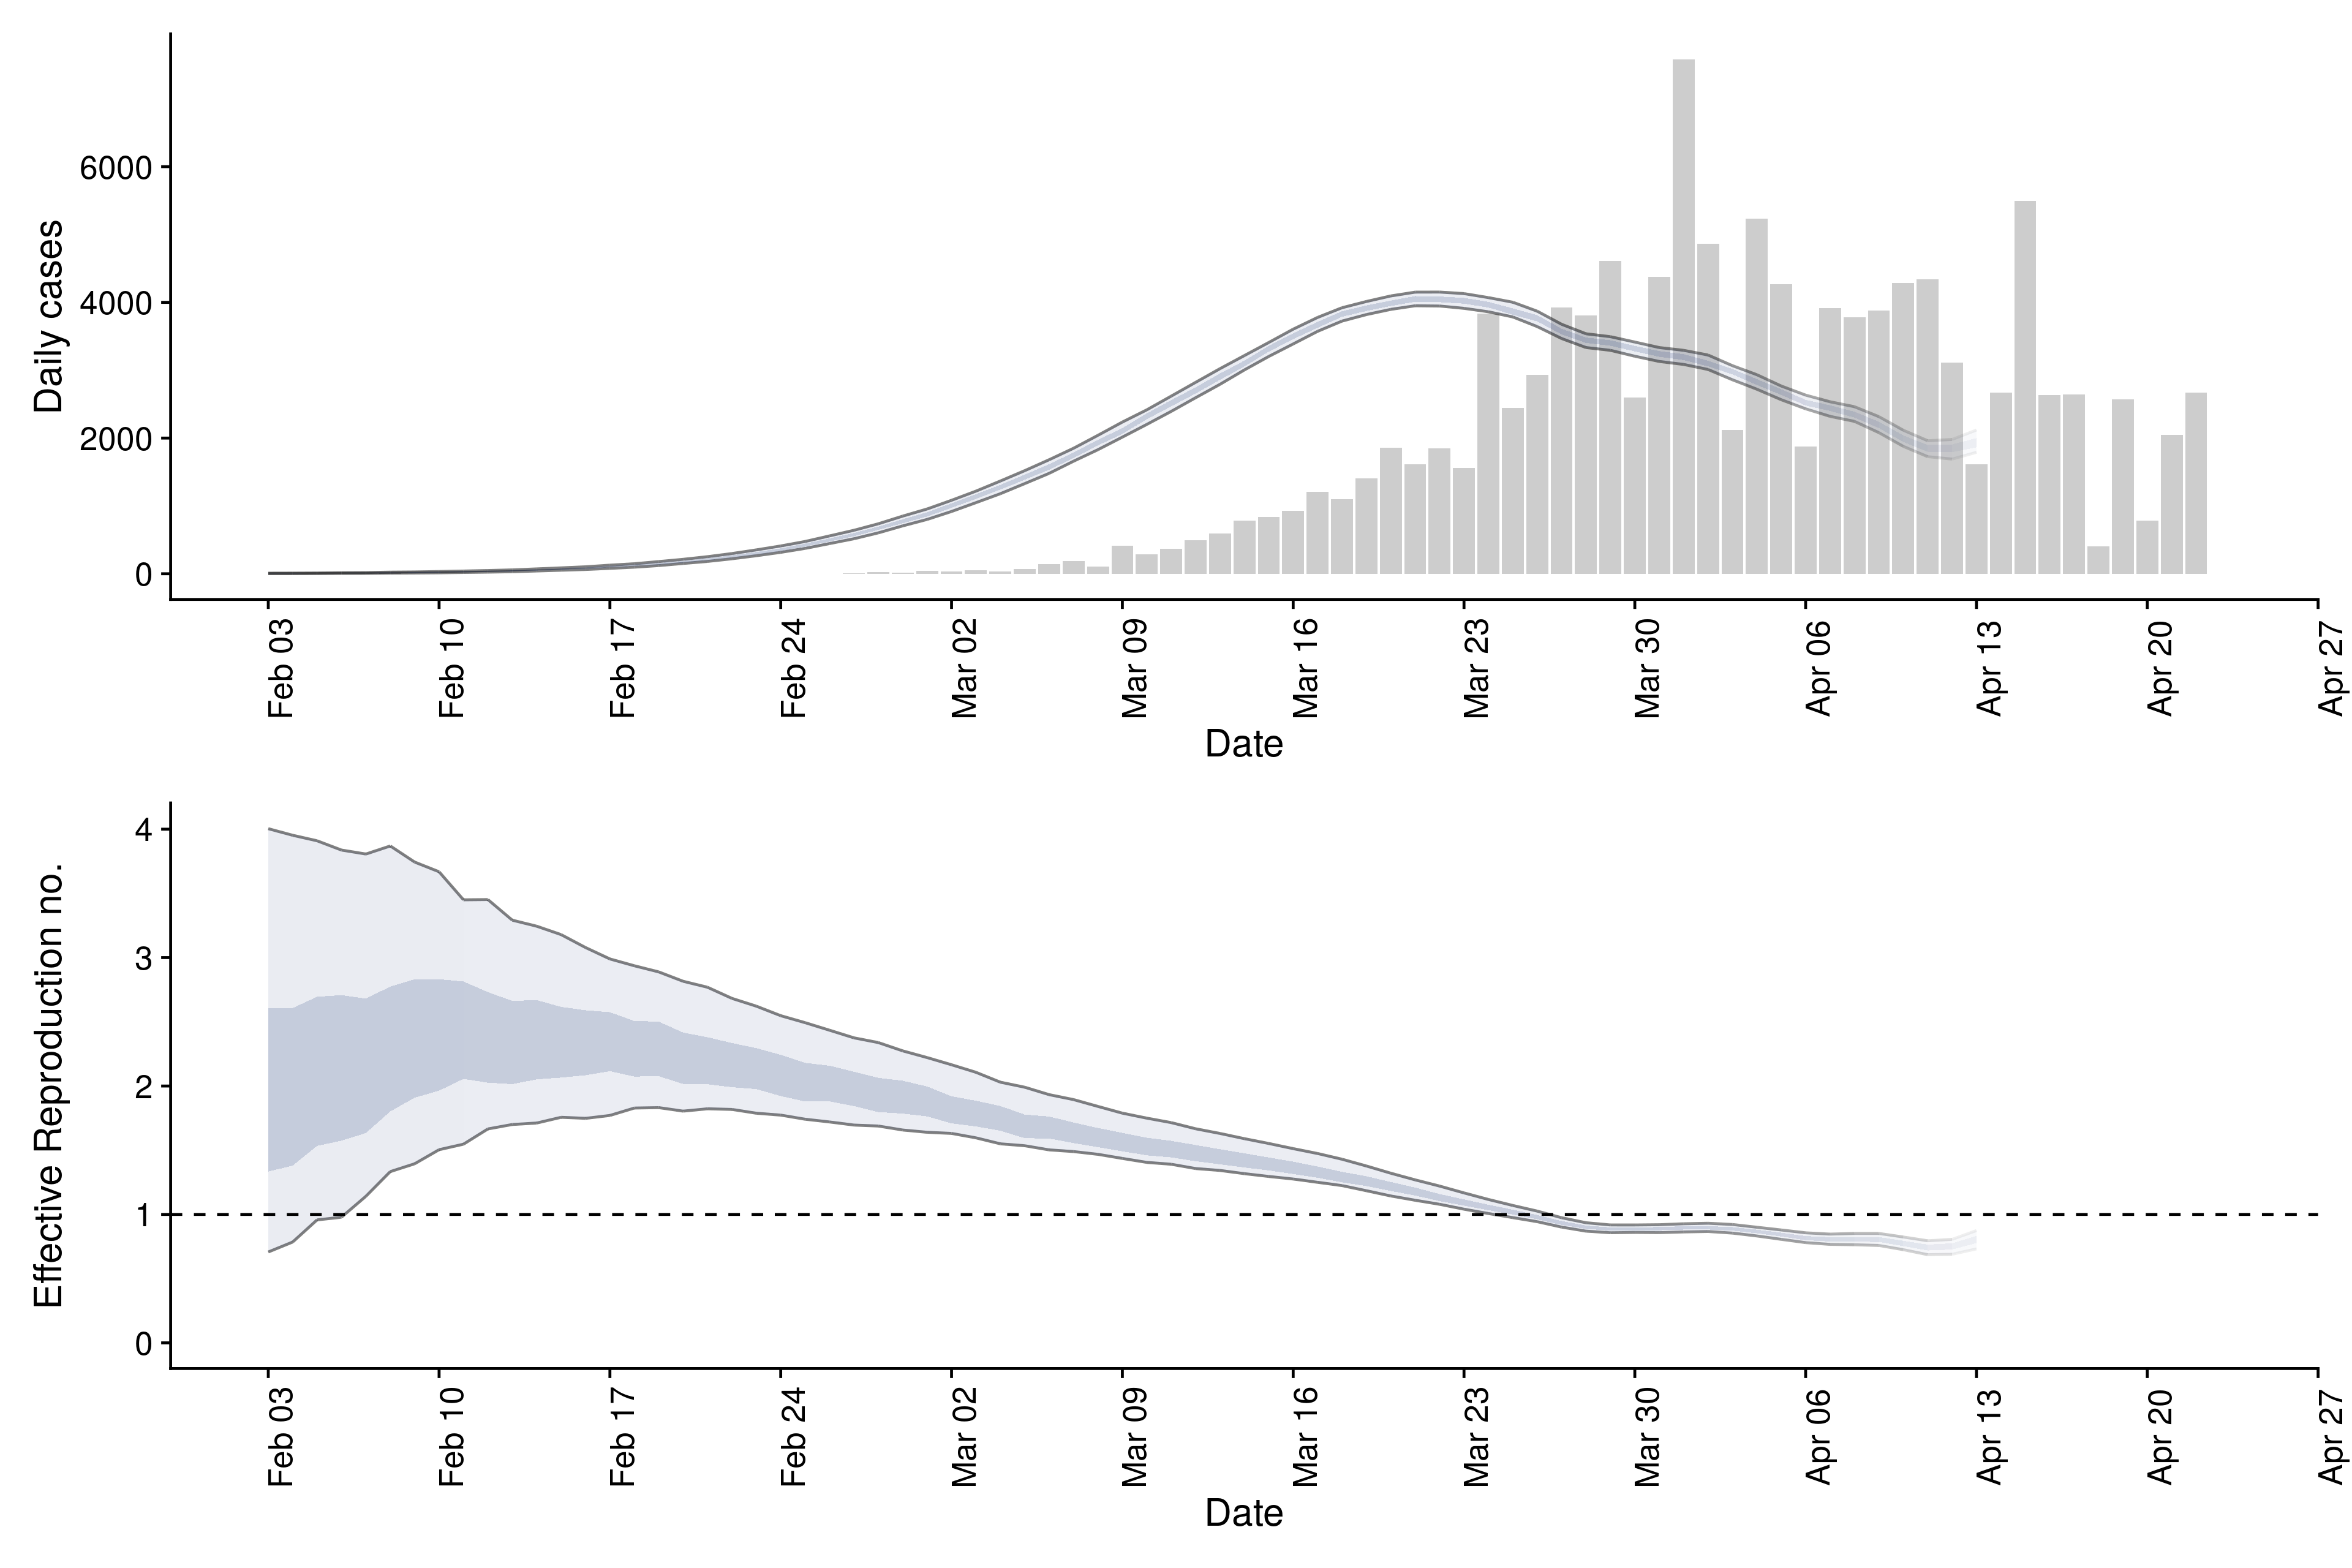 Daily cases
6000
4000
2000
0
Feb 03
Feb 10
Feb 17
Feb 24
Mar 02
Mar 09
Mar 16
Mar 23
Mar 30
Apr 06
Apr 13
Apr 20
Apr 27
Date
Effective Reproduction no.
4
3
2
1
0
Feb 03
Feb 10
Feb 17
Feb 24
Mar 02
Mar 09
Mar 16
Mar 23
Mar 30
Apr 06
Apr 13
Apr 20
Apr 27
Date